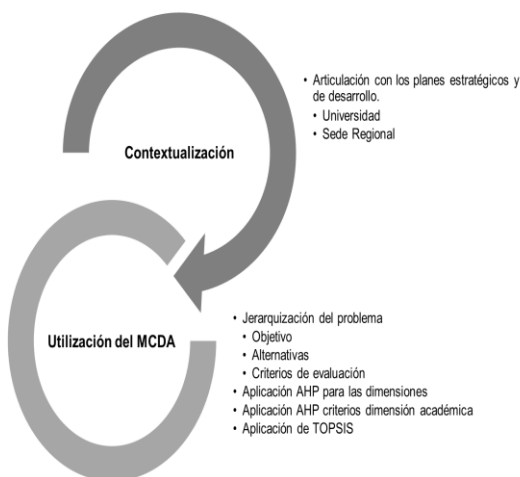 • Articulación con los planes estratégicos y
de desarrollo.
• Universidad
• Sede Regional
Contextualización
• Jerarquización del problema
• Objetivo
• Alternativas
• Criterios de evaluación
• Aplicación AHP para las dimensiones
• Aplicación AHP criterios dimensión académica
• Aplicación de TOPSIS
Utilización del MCDA